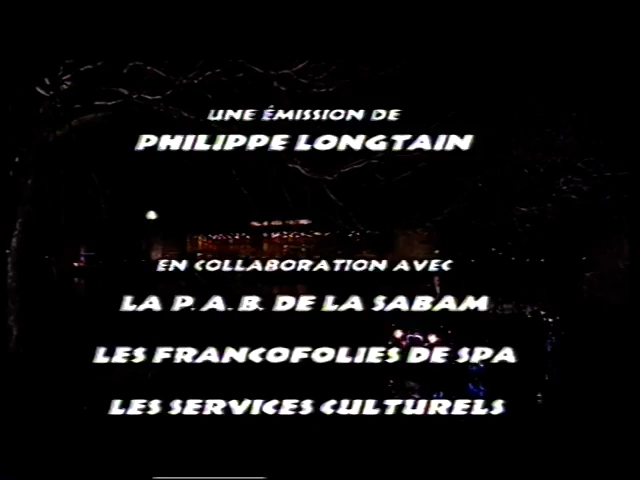 UNE ÉMISSION DE
PHILIPPE LONGTAIN
EN COLLABORATION AVEC
LA P.A.B. DE LA SABAM
LES FRANCOFOLIES DE SPA
LES SERVICES CULTURELS